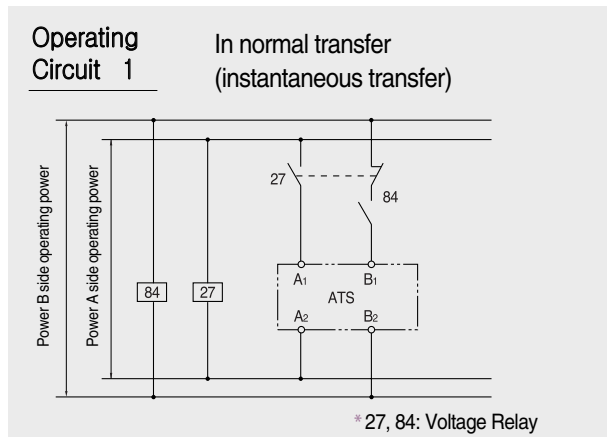 Operating
Circuit 1
In normal transfer
(instantaneous transfer)
Power B side operating power
Power A side operating power
27
84
84
27
A1
B1
ATS
A2
B2
* 27, 84: Voltage Relay